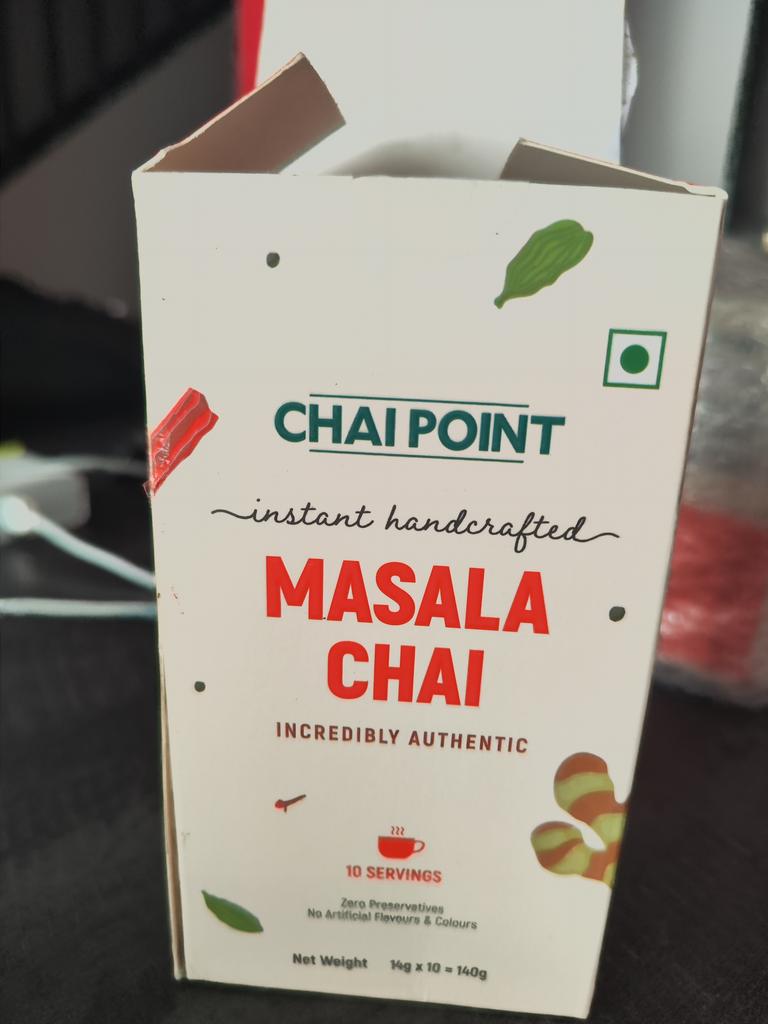 CHAI POINT
instant handcrafted
MASALA
CHAI
INCREDIBLY AUTHENTIC
10 SERVINGS
Zero Preservatives
No Artificial Flavours & Colours
Net Weight 14g x 10 = 140g